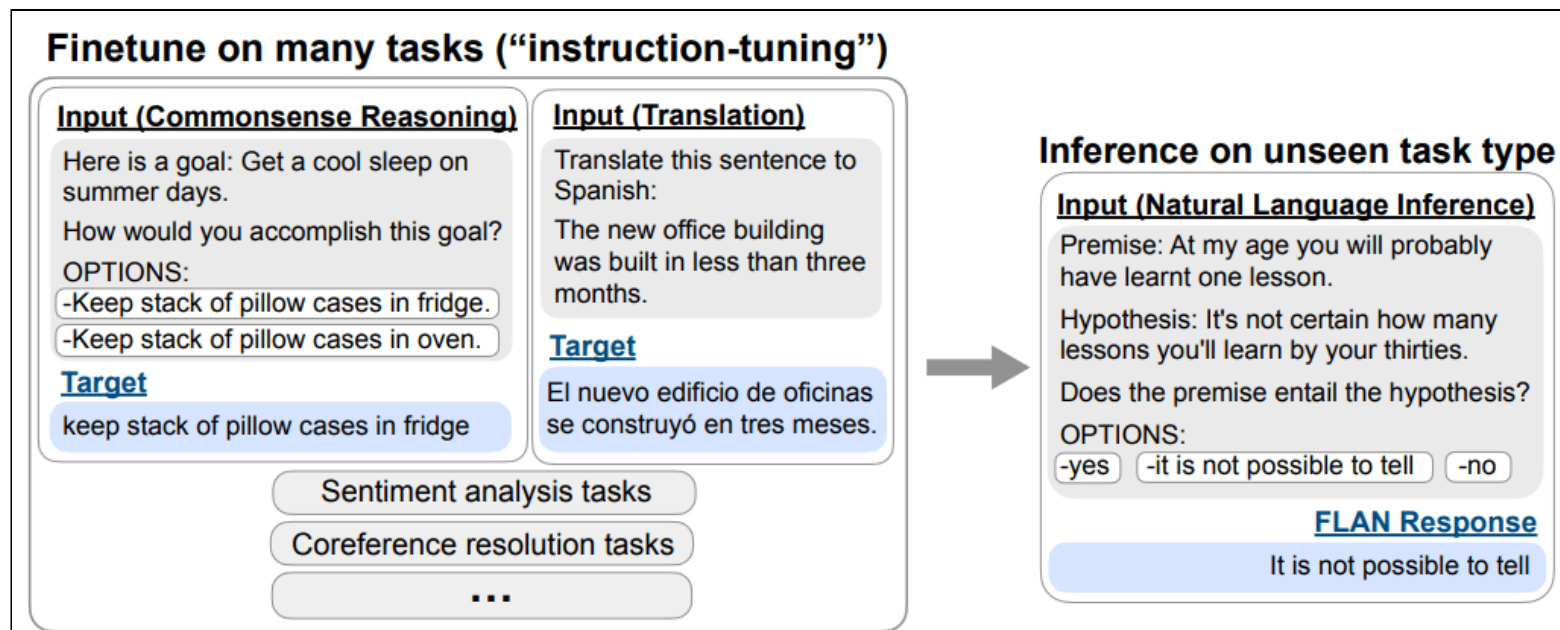 Finetune on many tasks (“instruction-tuning”)
Input (Commonsense Reasoning)
Here is a goal: Get a cool sleep on
summer days.
How would you accomplish this goal?
OPTIONS:
-Keep stack of pillow cases in fridge.
-Keep stack of pillow cases in oven.
Target
keep stack of pillow cases in fridge
Input (Translation)
Translate this sentence to
Spanish:
The new office building
was built in less than three
months.
Target
El nuevo edificio de oficinas
se construyó en tres meses.
Sentiment analysis tasks
Coreference resolution tasks
...
Inference on unseen task type
Input (Natural Language Inference)
Premise: At my age you will probably
have learnt one lesson.
Hypothesis: It's not certain how many
lessons you'll learn by your thirties.
Does the premise entail the hypothesis?
OPTIONS:
-yes -it is not possible to tell -no
FLAN Response
It is not possible to tell